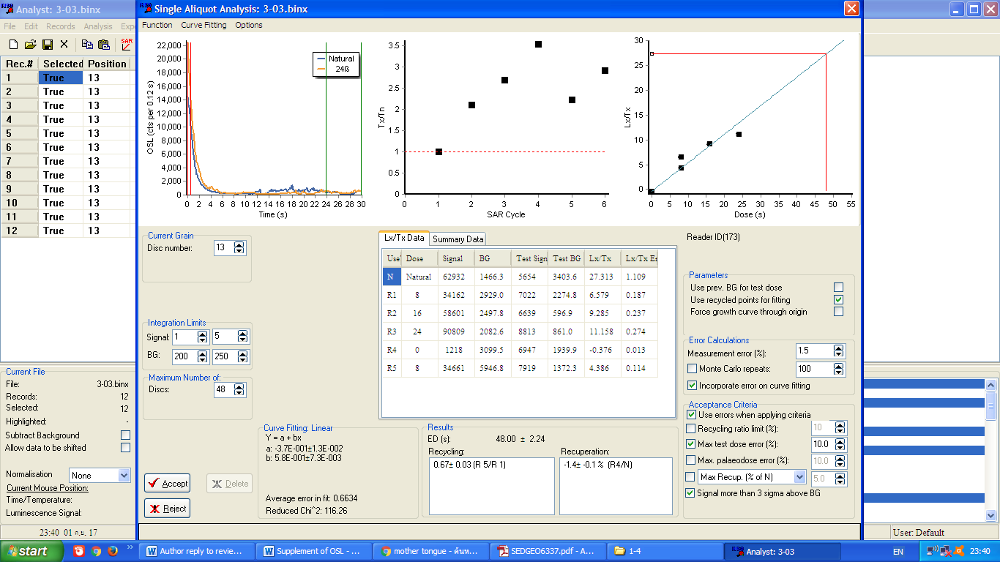 Analyst: 3-03.binx
File Edit Records Analysis Exp
SAR
Rec.# Selected Position
1 True 13
2 True 13
3 True 13
4 True 13
5 True 13
6 True 13
7 True 13
8 True 13
9 True 13
10 True 13
11 True 13
12 True 13
Current File
File: 3-03.binx
Records: 12
Selected: 12
Highlighted: -
Subtract Background
Allow data to be shifted
Normalisation None
Current Mouse Position:
Time/Temperature:
Luminescence Signal:
23:40 01 ก.ย. 17
Single Aliquot Analysis: 3-03.binx
Function Curve Fitting Options
OSL (cts per 0.12 s)
22,000
20,000
18,000
16,000
14,000
12,000
10,000
8,000
6,000
4,000
2,000
0
Natural
24ß
0 2 4 6 8 10 12 14 16 18 20 22 24 26 28 30
Time (s)
Tx/Tn
3.5
3
2.5
2
1.5
1
0.5
0
0 1 2 3 4 5 6
SAR Cycle
Lx/Tx
30
25
20
15
10
5
0
0 5 10 15 20 25 30 35 40 45 50 55
Dose (s)
Current Grain
Disc number: 13
Integration Limits
Signal: 1 5
BG: 200 250
Maximum Number of:
Discs: 48
Accept
Delete
Reject
Lx/Tx Data Summary Data
Use? Dose Signal BG Test Sign Test BG Lx/Tx Lx/Tx Er
N Natural 62932 1466.3 5654 3403.6 27.313 1.109
R1 8 34162 2929.0 7022 2274.8 6.579 0.187
R2 16 58601 2497.8 6639 596.9 9.285 0.237
R3 24 90809 2082.6 8813 861.0 11.158 0.274
R4 0 1218 3099.5 6947 1939.9 -0.376 0.013
R5 8 34661 5946.8 7919 1372.3 4.386 0.114
Curve Fitting: Linear
Y = a + bx
a: -3.7E-001±1.3E-002
b: 5.8E-001±7.3E-003
Average error in fit: 0.6634
Reduced Chi^2: 116.26
Results
ED (s): 48.00 ± 2.24
Recycling:
0.67± 0.03 (R 5/R 1)
Recuperation:
-1.4± -0.1 % (R4/N)
Reader ID(173)
Parameters
Use prev. BG for test dose
Use recycled points for fitting
Force growth curve through origin
Error Calculations
Measurement error (%): 1.5
Monte Carlo repeats: 100
Incorporate error on curve fitting
Acceptance Criteria
Use errors when applying criteria
Recycling ratio limit (%): 10
Max test dose error (%): 10.0
Max. palaeodose error (%): 10.0
Max Recup. (% of N) 5.0
Signal more than 3 sigma above BG
User: Default
start
Author reply to revie...
Supplement of OSL - ...
mother tongue - ค้นห...
SEDGEO6337.pdf - A...
1-4
Analyst: 3-03
EN
23:40